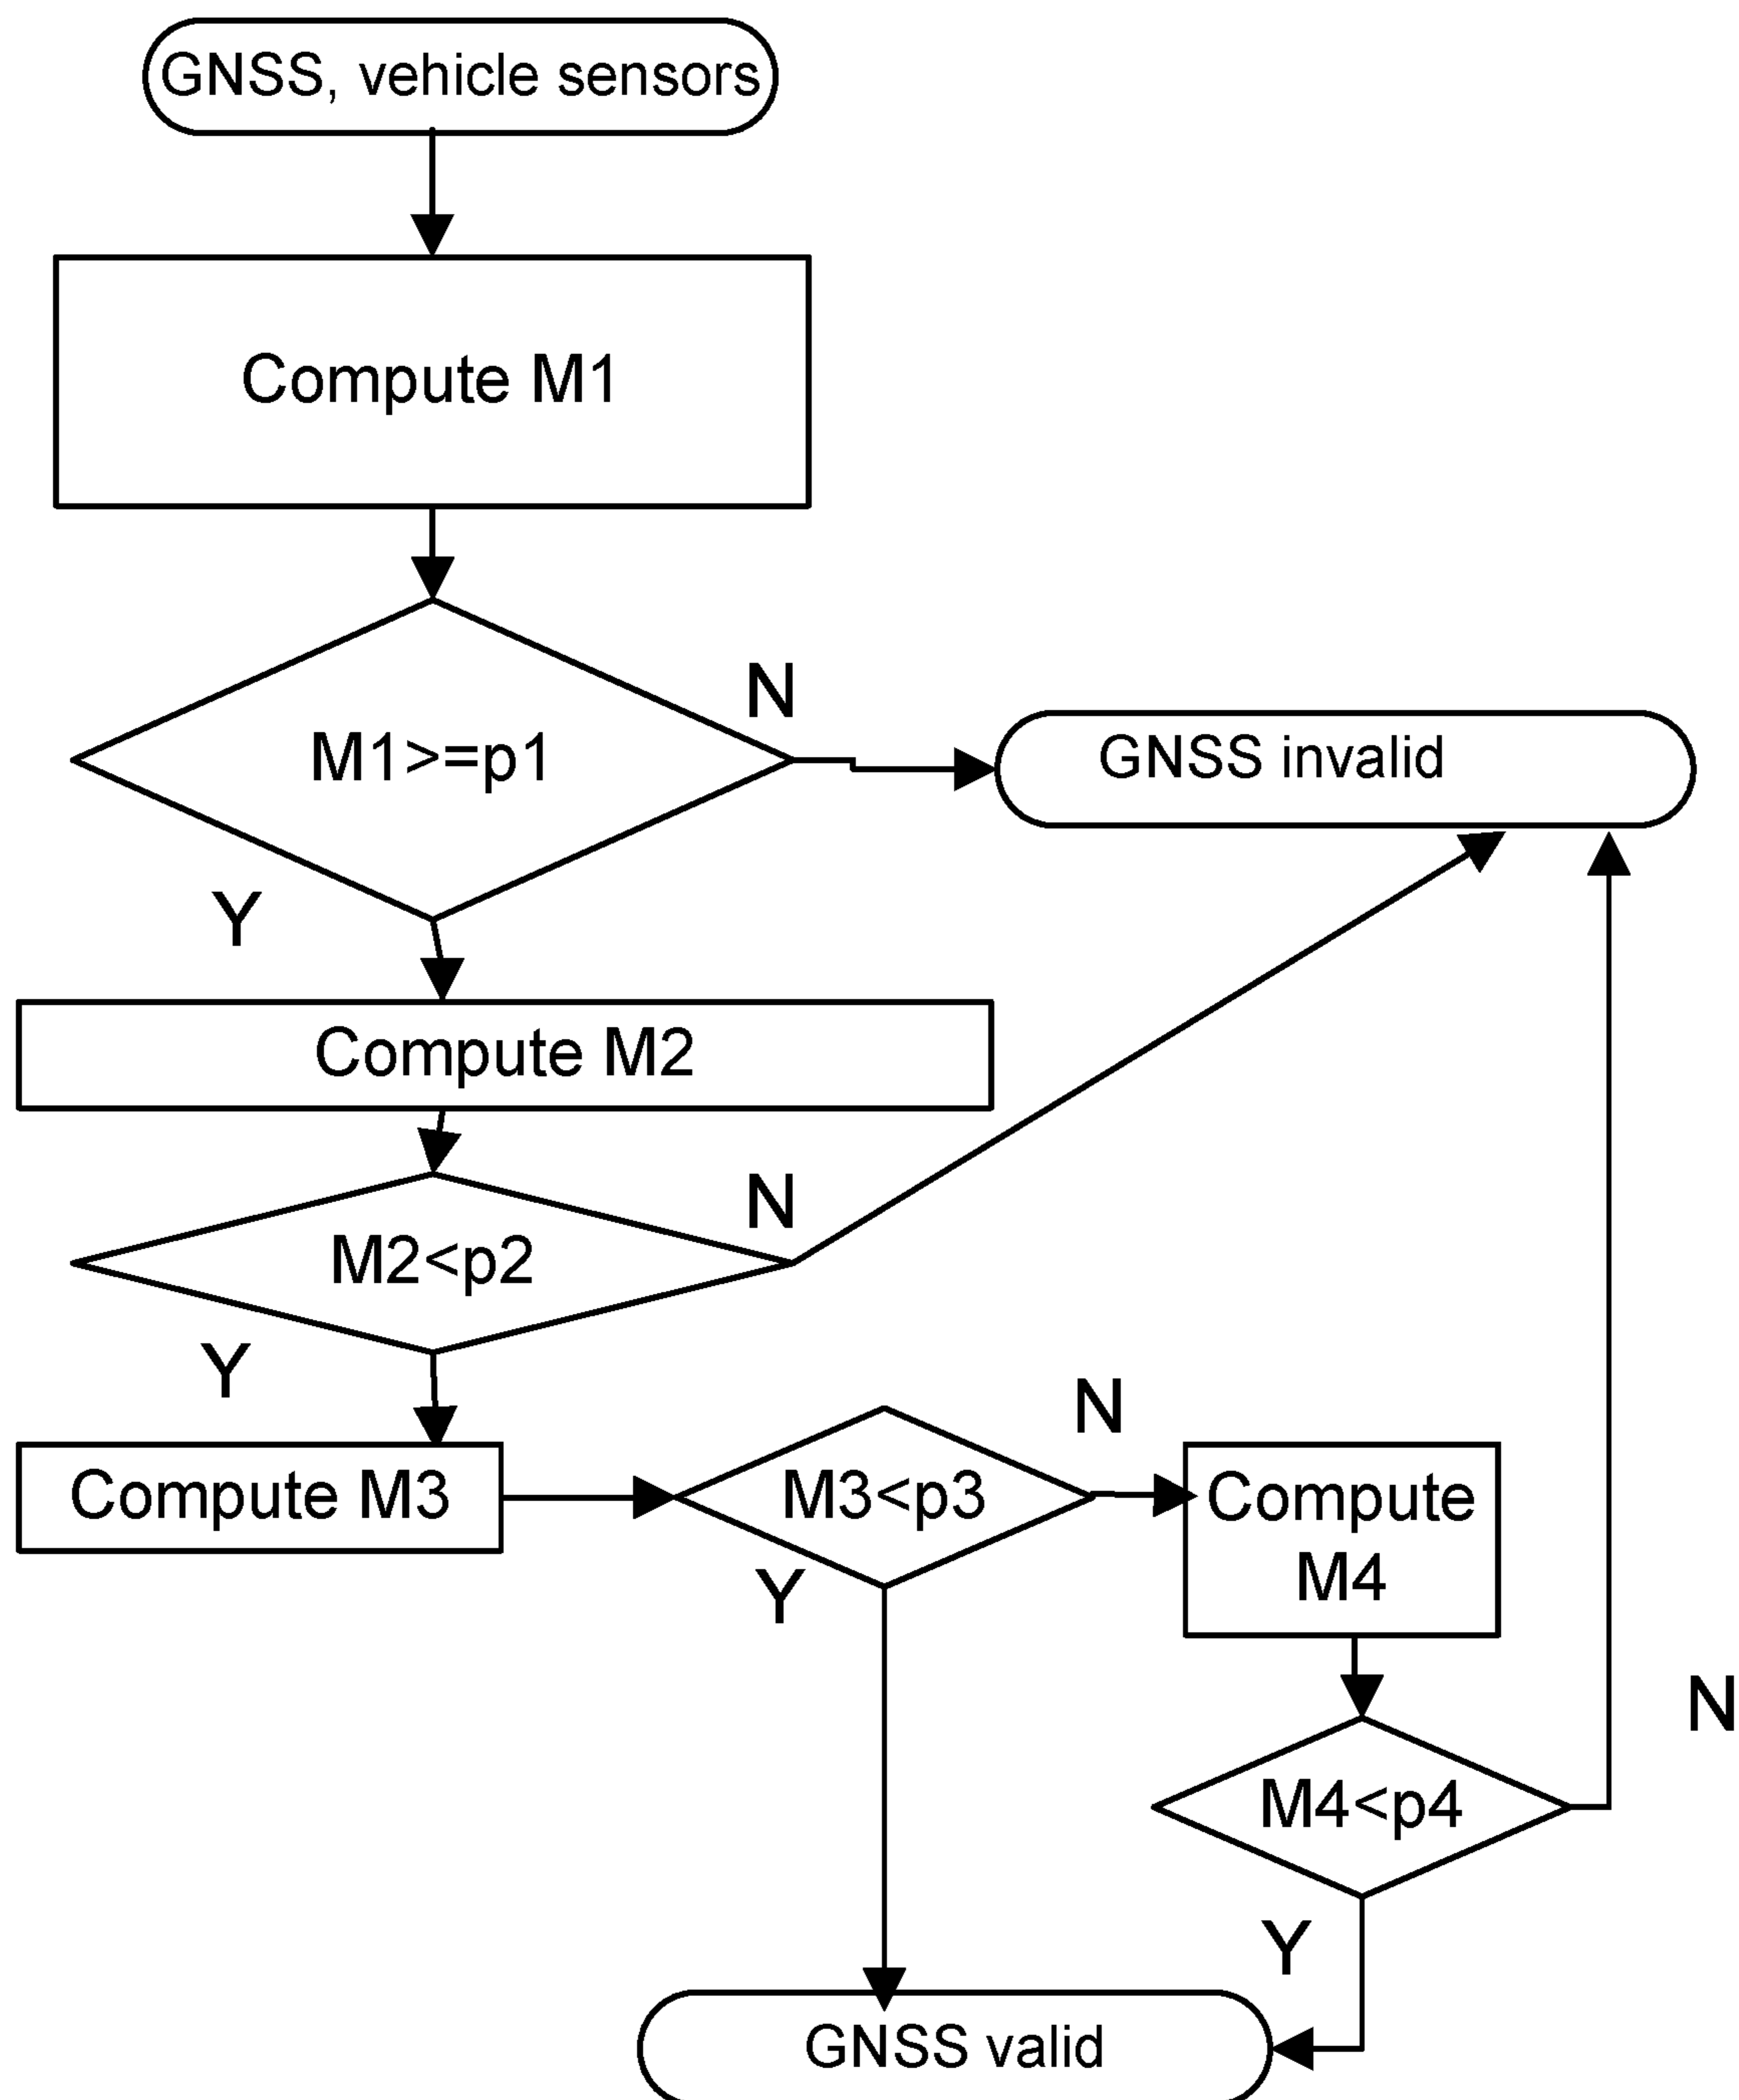 GNSS, vehicle sensors
Compute M1
M1>=p1
N
GNSS invalid
Y
Compute M2
M2<p2
N
Y
Compute M3
M3<p3
N
Y
Compute
M4
M4<p4
N
Y
GNSS valid